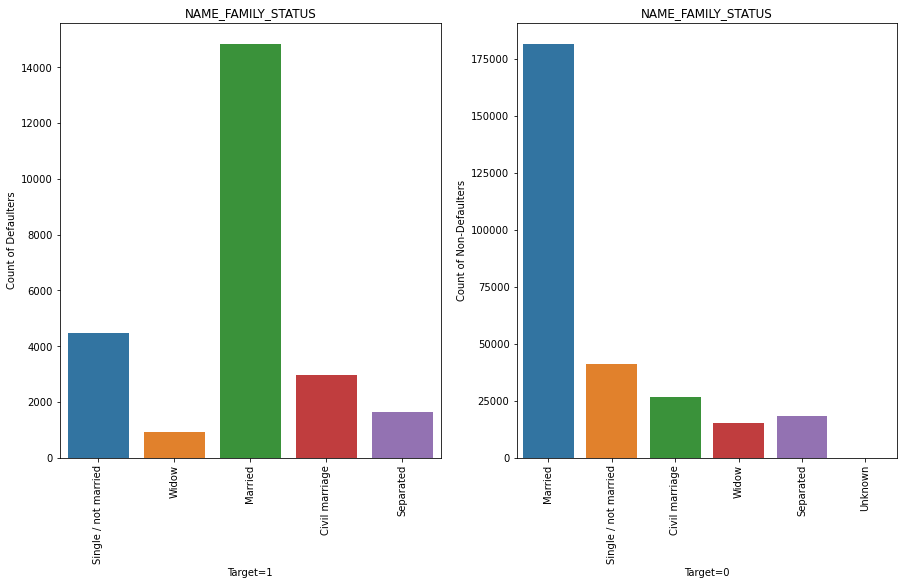 NAME_FAMILY_STATUS
Count of Defaulters
14000
12000
10000
8000
6000
4000
2000
0
Single / not married
Widow
Married
Civil marriage
Separated
Target=1
NAME_FAMILY_STATUS
Count of Non-Defaulters
175000
150000
125000
100000
75000
50000
25000
0
Married
Single / not married
Civil marriage
Widow
Separated
Unknown
Target=0